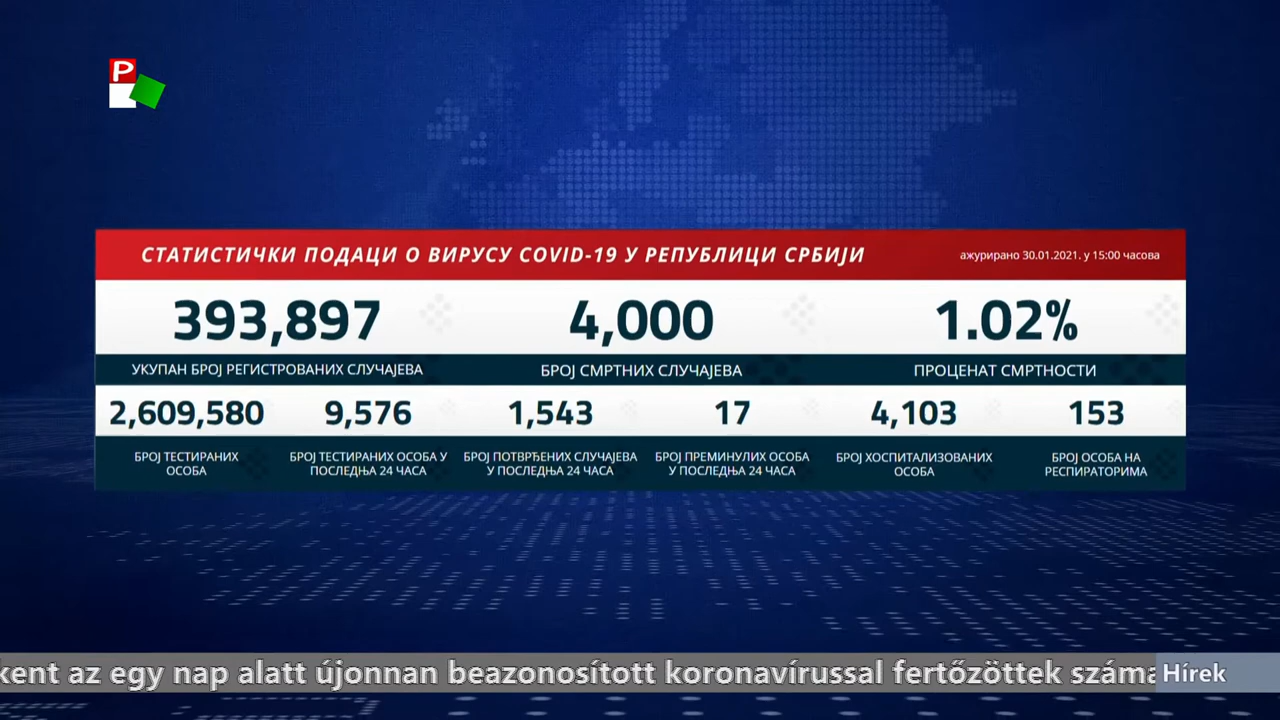 P
СТАТИСТИЧКИ ПОДАЦИ О ВИРУСУ COVID-19 У РЕПУБЛИЦИ СРБИЈИ
ажурирано 30.01.2021. у 15:00 часова
393,897
4,000
1.02%
УКУПАН БРОЈ РЕГИСТРОВАНИХ СЛУЧАЈЕВА
БРОЈ СМРТНИХ СЛУЧАЈЕВА
ПРОЦЕНАТ СМРТНОСТИ
2,609,580
9,576
1,543
17
4,103
153
БРОЈ ТЕСТИРАНИХ
ОСОБА
БРОЈ ТЕСТИРАНИХ ОСОБА У
ПОСЛЕДЊА 24 ЧАСА
БРОЈ ПОТВРЂЕНИХ СЛУЧАЈЕВА
У ПОСЛЕДЊА 24 ЧАСА
БРОЈ ПРЕМИНУЛИХ ОСОБА
У ПОСЛЕДЊА 24 ЧАСА
БРОЈ ХОСПИТАЛИЗОВАНИХ
ОСОБА
БРОЈ ОСОБА НА
РЕСПИРАТОРИМА
kent az egy nap alatt újonnan beazonosított koronavírussal fertőzöttek száma
Hírek